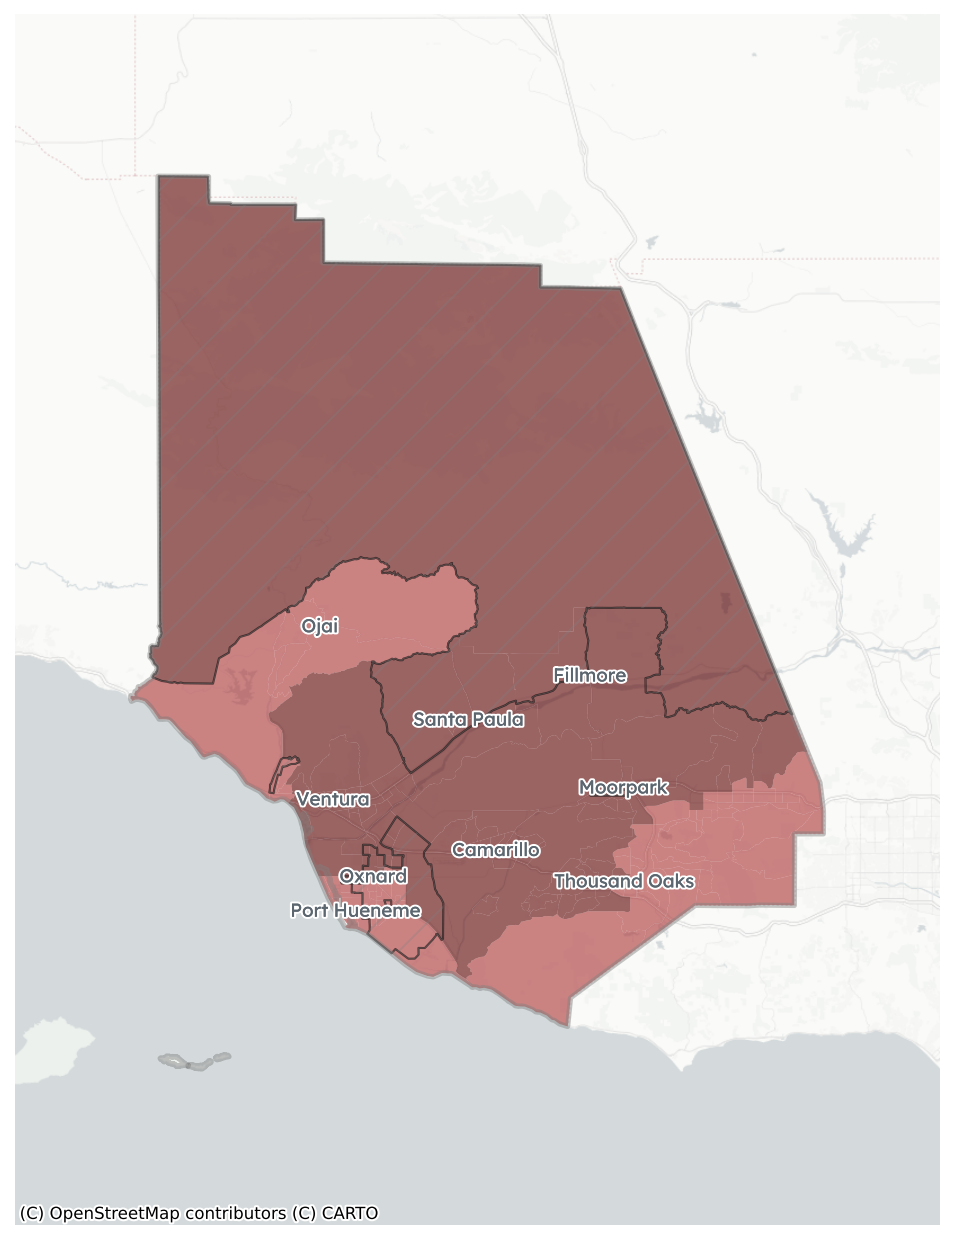 Ojai
Fillmore
Santa Paula
Moorpark
Ventura
Camarillo
Oxnard
Thousand Oaks
Port Hueneme
(C) OpenStreetMap contributors (C) CARTO